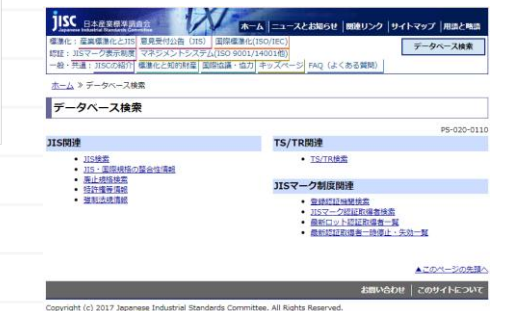 JISC 日本産業標準調査会
Japanese Industrial Standards Committee
ホーム │ニュースとお知らせ │関連リンク │サイトマップ │用語と略語
標準化：産業標準化とJIS│意見受付公告（JIS）│国際標準化(ISO/IEC)
認証：JISマーク表示制度│マネジメントシステム(ISO 9001/14001他)
一般・共通：JISCの紹介│標準化と知的財産│国際協議・協力│キッズページ│FAQ（よくある質問）
データベース検索
ホーム ≫ データベース検索
データベース検索
PS-020-0110
JIS関連
• JIS検索
• JIS・国際規格の整合性情報
• 廃止規格検索
• 特許権等情報
• 強制法規情報
TS/TR関連
• TS/TR検索
JISマーク制度関連
• 登録認証機関検索
• JISマーク認証取得者検索
• 最新ロット認証取得者一覧
• 最新認証取得者一時停止・失効一覧
▲このページの先頭へ
お問い合わせ │ このサイトについて
Copyright (c) 2017 Japanese Industrial Standards Committee. All Rights Reserved.